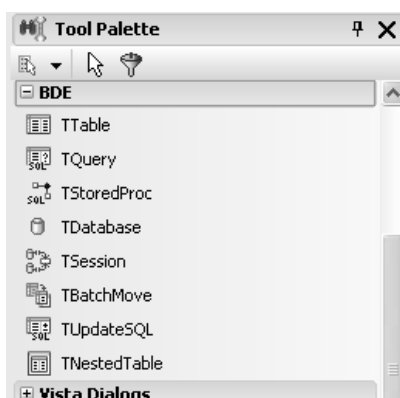 Tool Palette
BDE
TTable
TQuery
TStoredProc
TDatabase
TSession
TBatchMove
TUpdateSQL
TNestedTable
Vista Dialogs